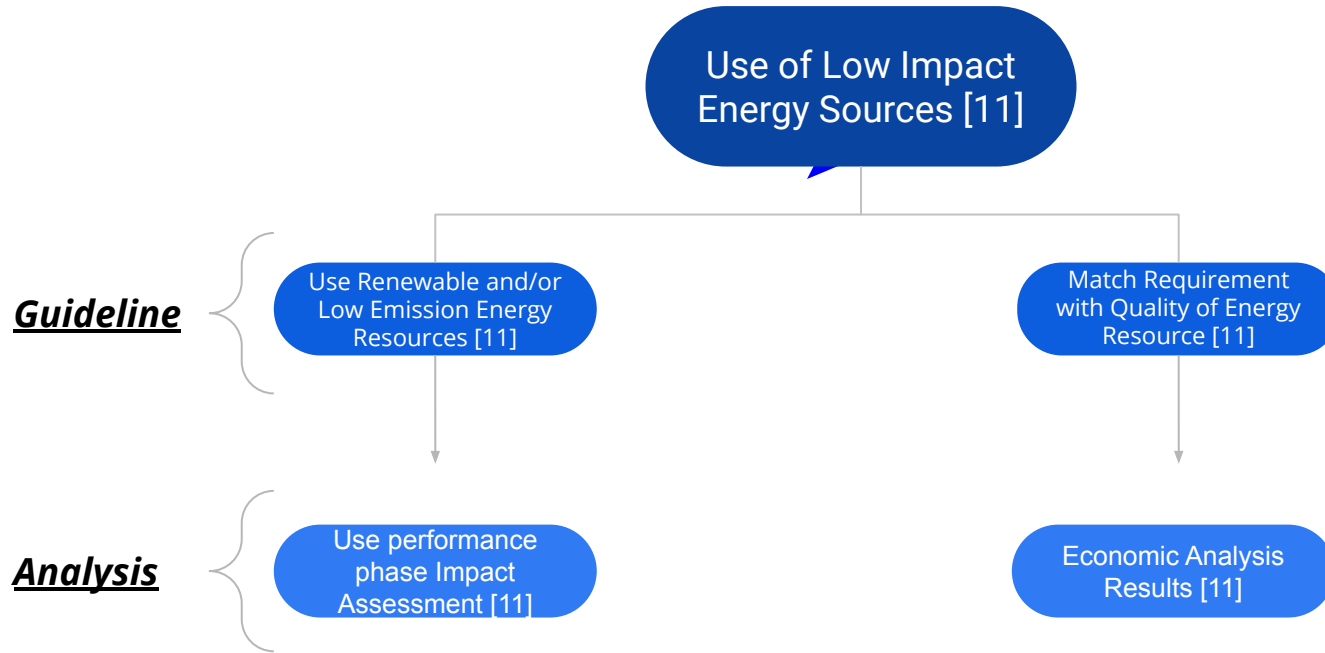 Use of Low Impact
Energy Sources [11]
Guideline
Use Renewable and/or
Low Emission Energy
Resources [11]
Match Requirement
with Quality of Energy
Resource [11]
Analysis
Use performance
phase Impact
Assessment [11]
Economic Analysis
Results [11]